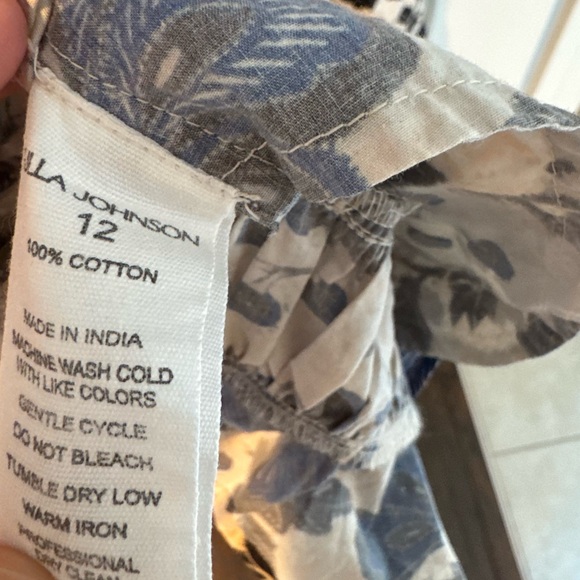 LLA JOHNSON
12
100% COTTON
MADE IN INDIA
MACHINE WASH COLD
WITH LIKE COLORS
GENTLE CYCLE
DO NOT BLEACH
TUMBLE DRY LOW
WARM IRON
PROFESSIONAL
DRY CLEAN